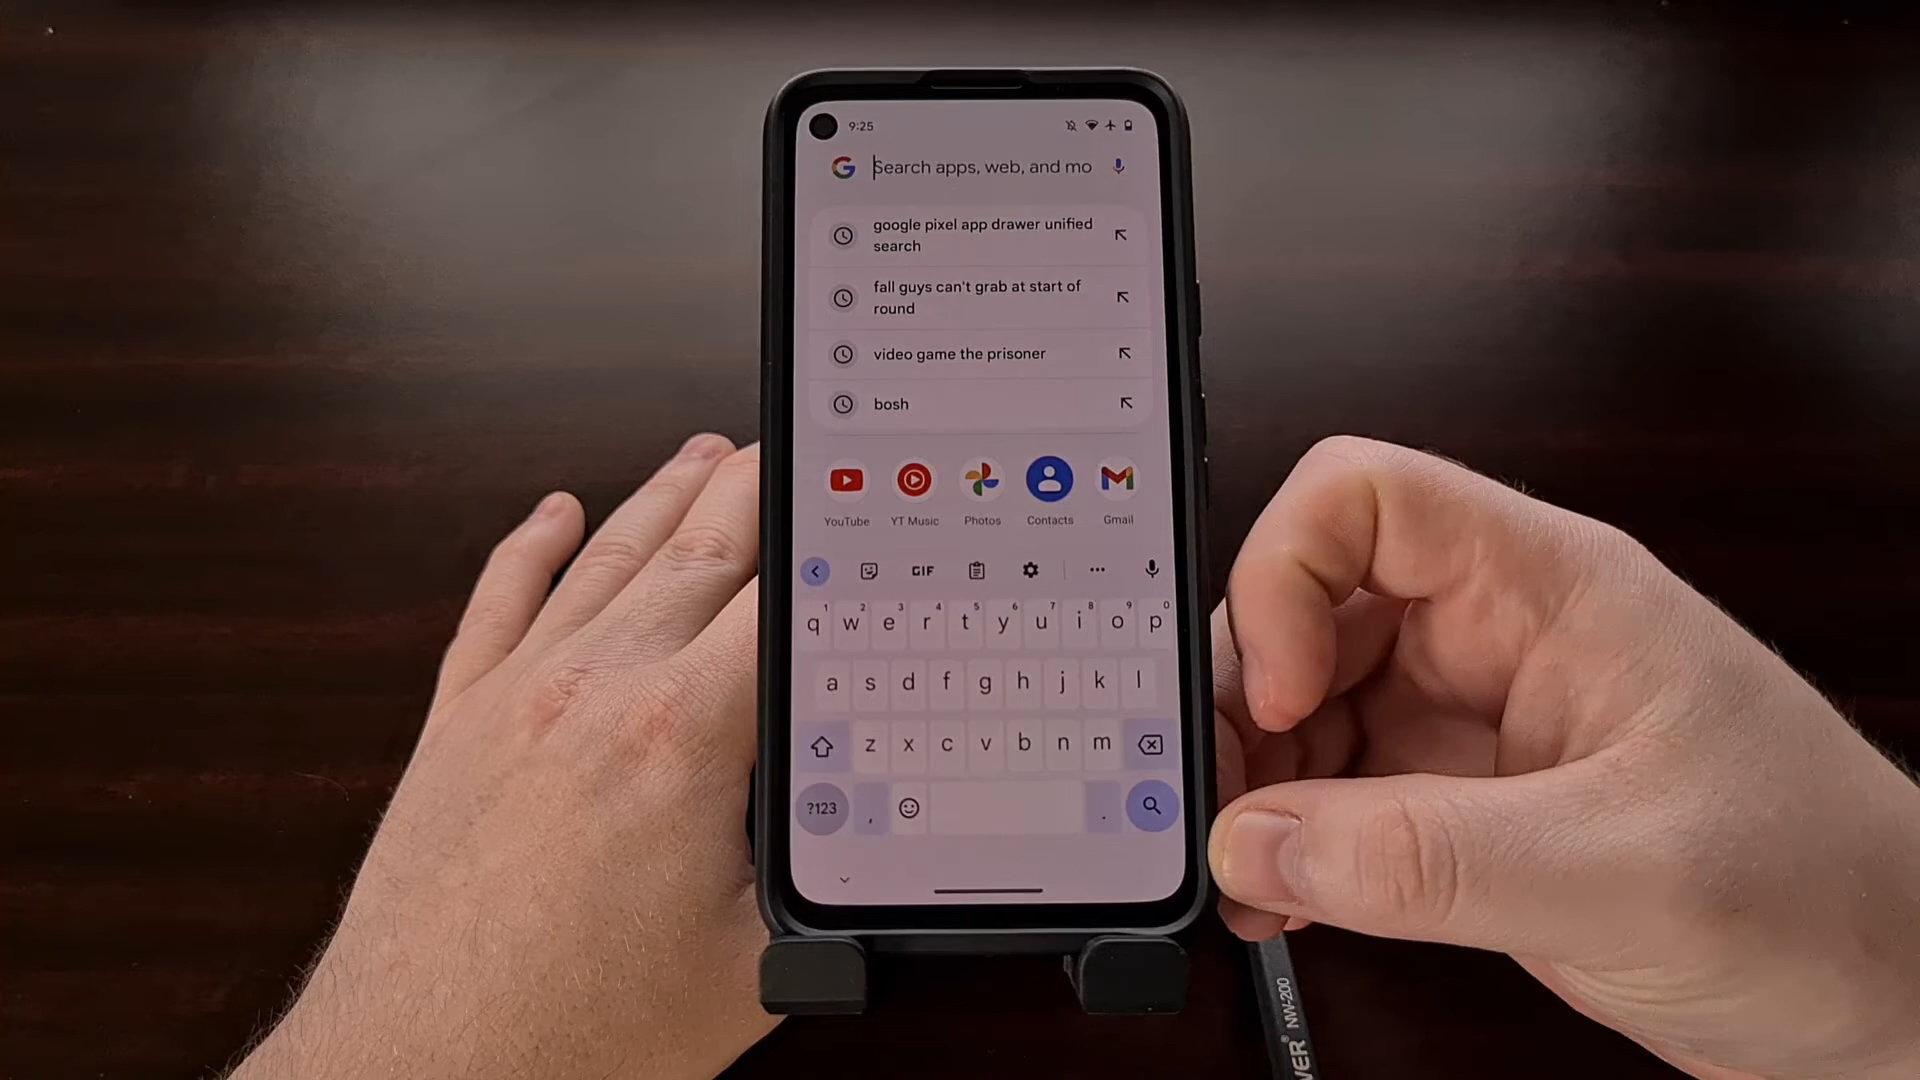 9:25
Search apps, web, and mo
google pixel app drawer unified
search
fall guys can't grab at start of
round
video game the prisoner
bosh
YouTube YT Music Photos Contacts Gmail
GIF
1 2 3 4 5 6 7 8 9 0
q w e r t y u i o p
a s d f g h j k l
z x c v b n m
?123 , .
VER® NW-200